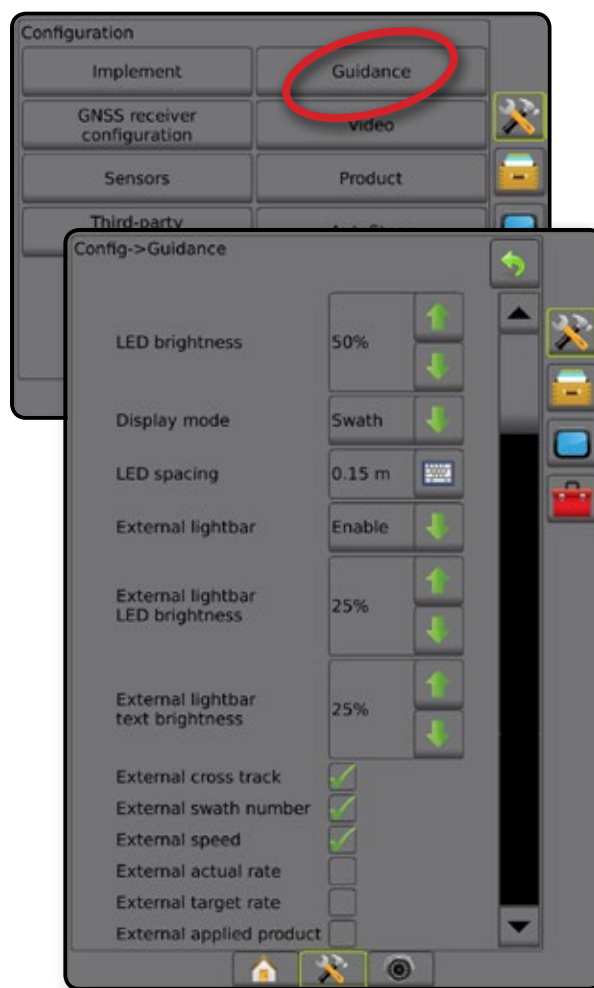 Configuration
Implement
Guidance
GNSS receiver
configuration
Video
Sensors
Product
Third-party
Config->Guidance
LED brightness
50%
Display mode
Swath
LED spacing
0.15 m
External lightbar
Enable
External lightbar
LED brightness
25%
External lightbar
text brightness
25%
External cross track
External swath number
External speed
External actual rate
External target rate
External applied product